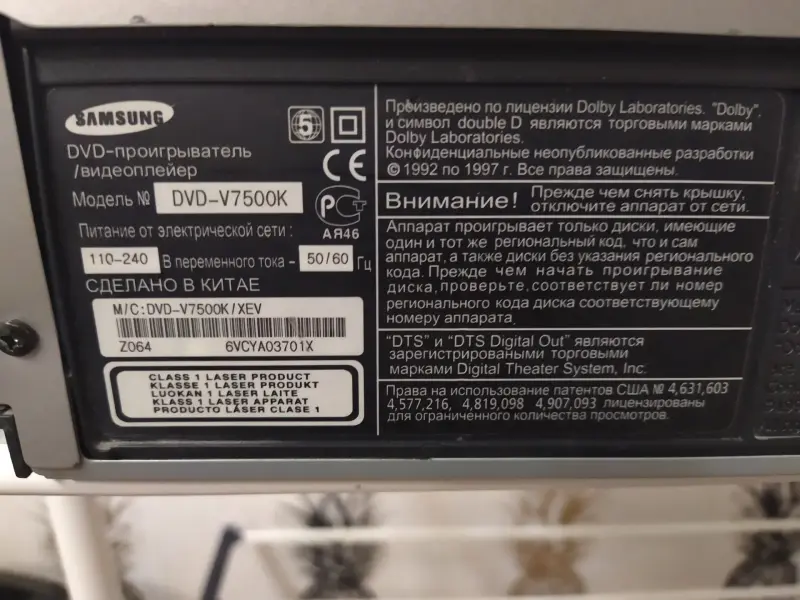 SAMSUNG
5
DVD-проигрыватель
/видеоплейер
CE
Модель № DVD-V7500K
РСТ
АЯ46
Питание от электрической сети :
110-240 В переменного тока - 50/60 Гц
СДЕЛАНО В КИТАЕ
M/C:DVD-V7500K/XEV
Z064 6VCYA03701X
CLASS 1 LASER PRODUCT
KLASSE 1 LASER PRODUKT
LUOKAN 1 LASER LAITE
KLASS 1 LASER APPARAT
PRODUCTO LÁSER CLASE 1
Произведено по лицензии Dolby Laboratories. "Dolby",
и символ double D являются торговыми марками
Dolby Laboratories.
Конфиденциальные неопубликованные разработки
© 1992 по 1997 г. Все права защищены.
Внимание! Прежде чем снять крышку,
отключите аппарат от сети.
Аппарат проигрывает только диски, имеющие
один и тот же региональный код, что и сам
аппарат, а также диски без указания регионального
кода. Прежде чем начать проигрывание
диска, проверьте, соответствует ли номер
регионального кода диска соответствующему
номеру аппарата.
"DTS" и "DTS Digital Out" являются
зарегистрироваными торговыми
марками Digital Theater System, Inc.
Права на использование патентов США № 4,631,603
4,577,216, 4,819,098 4,907,093 лицензированы
для ограниченного количества просмотров.